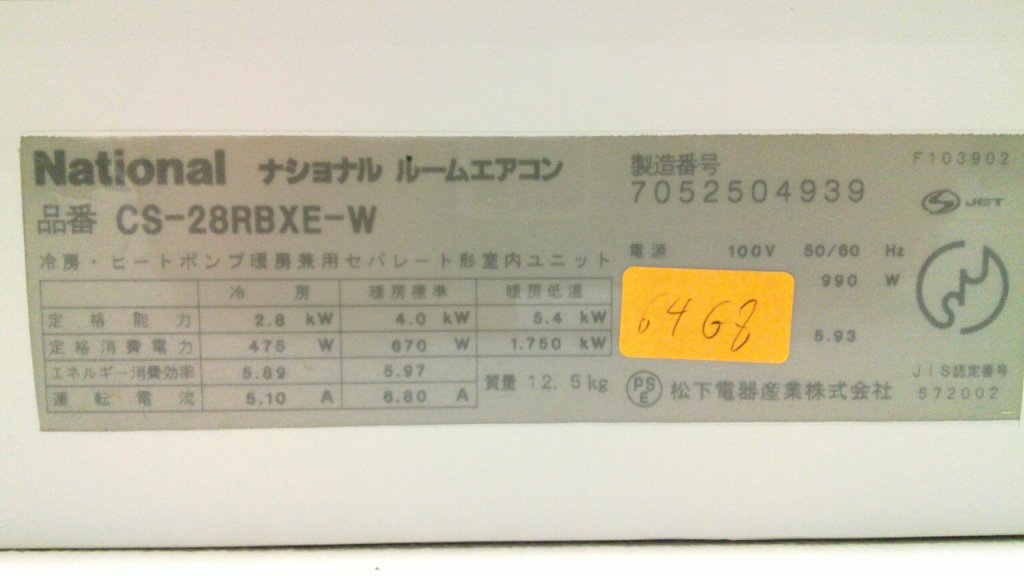 National ナショナル ルームエアコン
品番 CS-28RBXE-W
冷房・ヒートポンプ暖房兼用セパレート形室内ユニット
冷房 暖房標準 暖房低温
定格能力 2.8 kW 4.0 kW 5.4 kW
定格消費電力 475 W 670 W 1.750 kW
エネルギー消費効率 5.89 5.97
運転電流 5.10 A 6.80 A
質量 12.5kg
製造番号
7052504939
電源 100V 50/60 Hz
990 W
5.93
64G8
PSE 松下電器産業株式会社
F103902
JET
JIS認定番号
572002